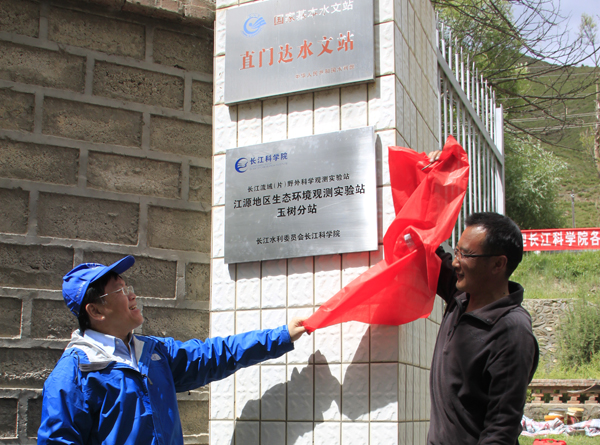 国家基本水文站
直门达水文站
长江科学院
长江流域(片)野外科学观测实验站
江源地区生态环境观测实验站
玉树分站
长江水利委员会长江科学院
长江科学院各